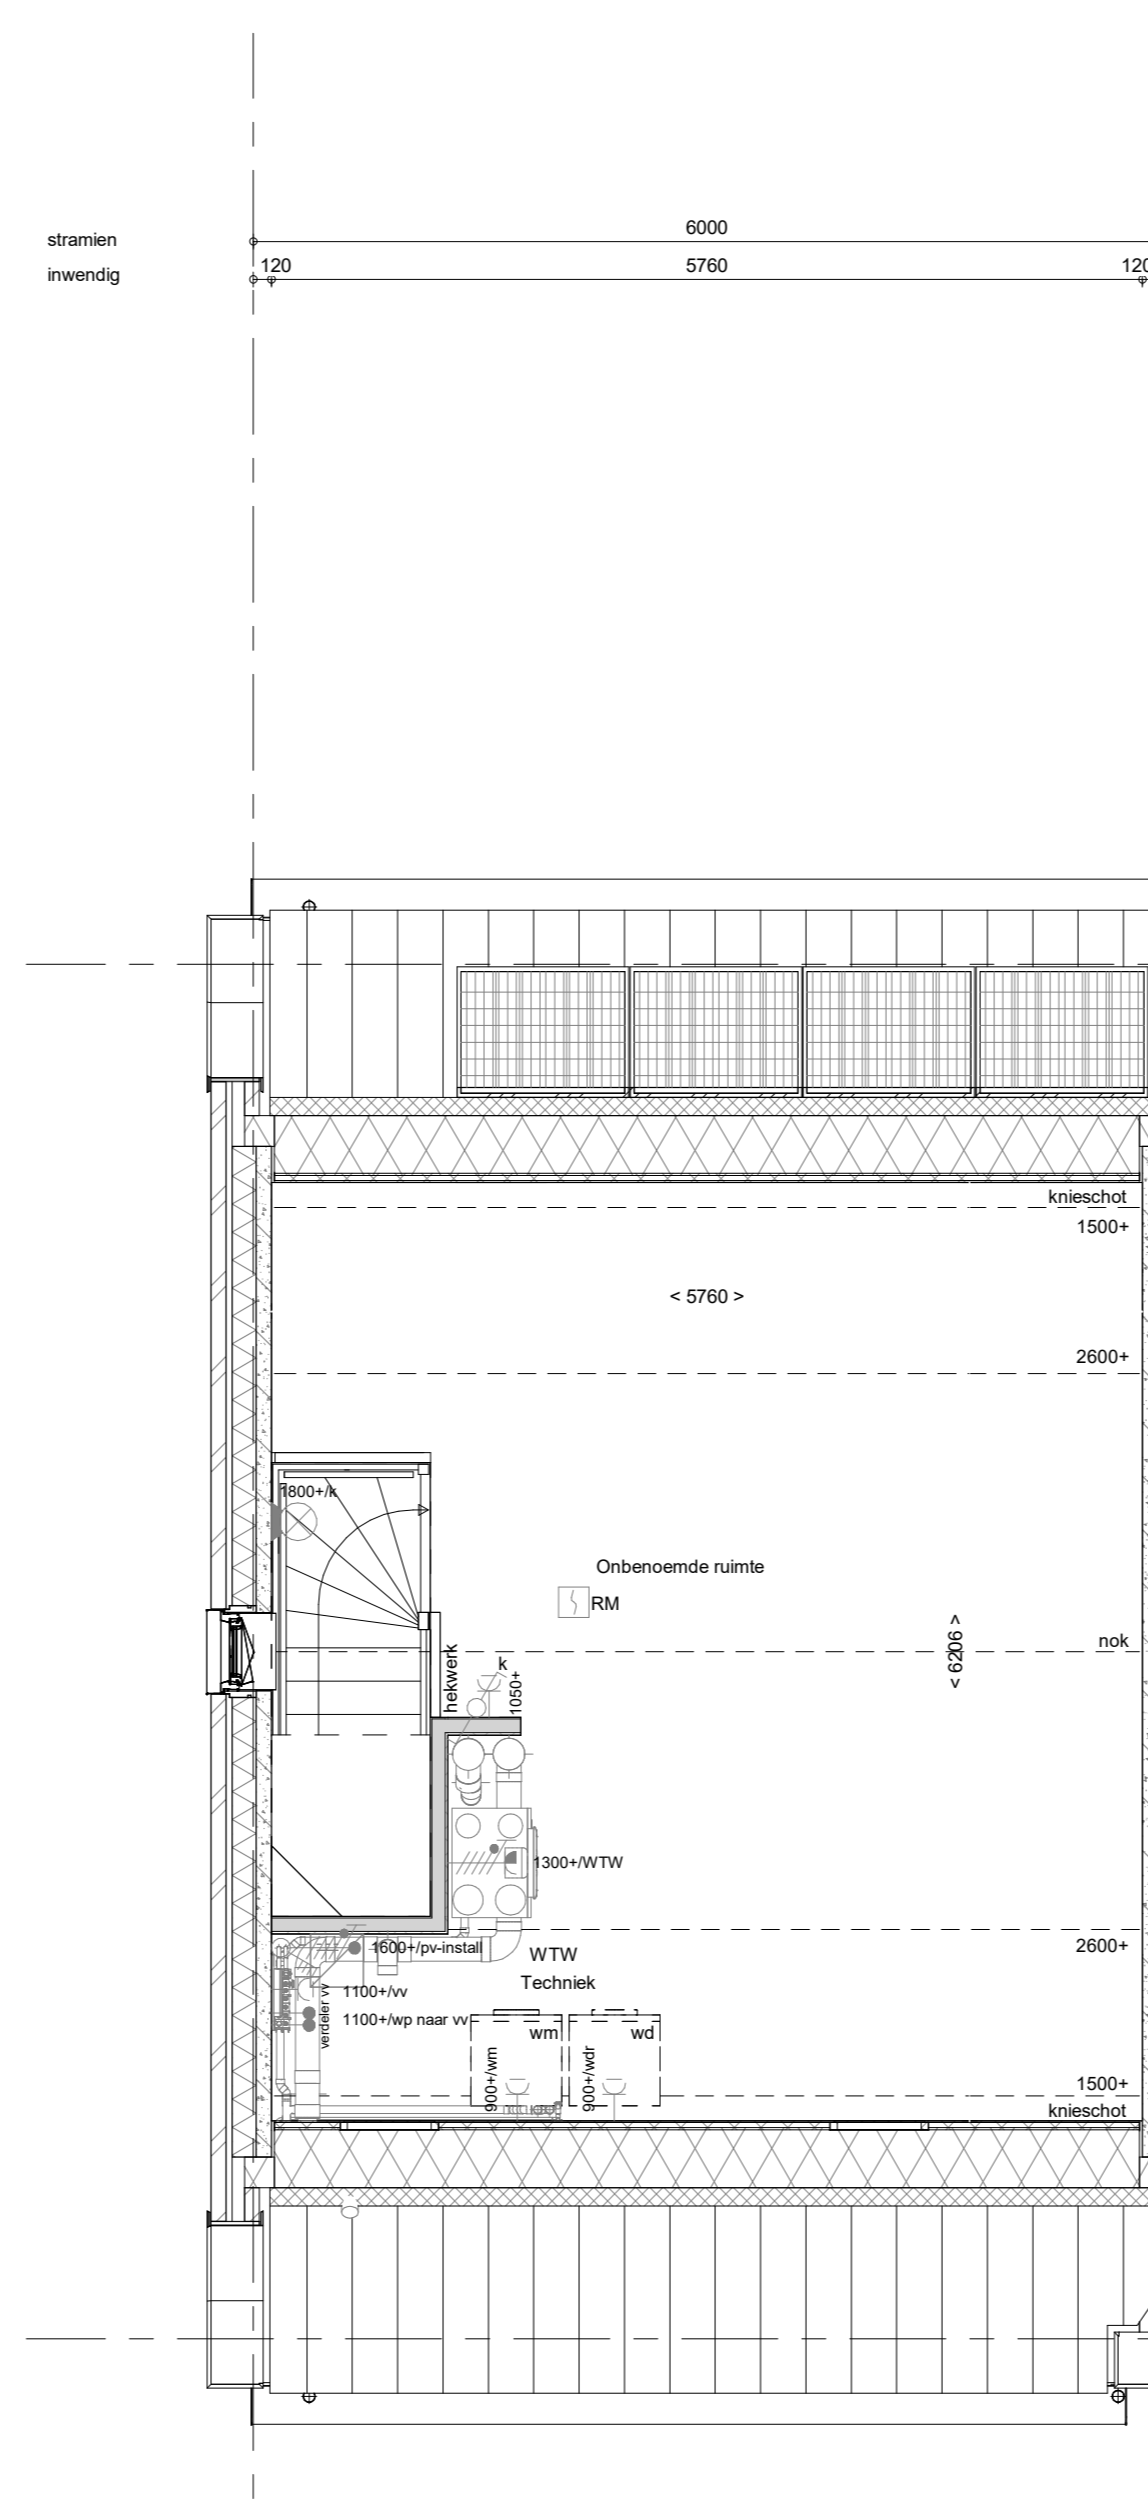 6000
stramien
120 5760 120
inwendig
knieschot
1500+
< 5760 >
2600+
1800+/k
Onbenoemde ruimte
RM
< 6206 >
nok
hekwerk
k
1050+
1300+/WTW
2600+
1600+/pv-install
WTW
Techniek
1100+/vv
verdeler vv
1100+/wp naar vv
wm
wd
900+/wm
900+/wdr
1500+
knieschot